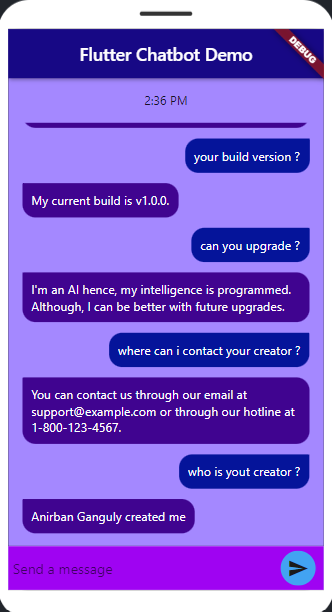 Flutter Chatbot Demo
DEBUG
2:36 PM
your build version ?
My current build is v1.0.0.
can you upgrade ?
I'm an AI hence, my intelligence is programmed.
Although, I can be better with future upgrades.
where can i contact your creator ?
You can contact us through our email at
support@example.com or through our hotline at
1-800-123-4567.
who is yout creator ?
Anirban Ganguly created me
Send a message